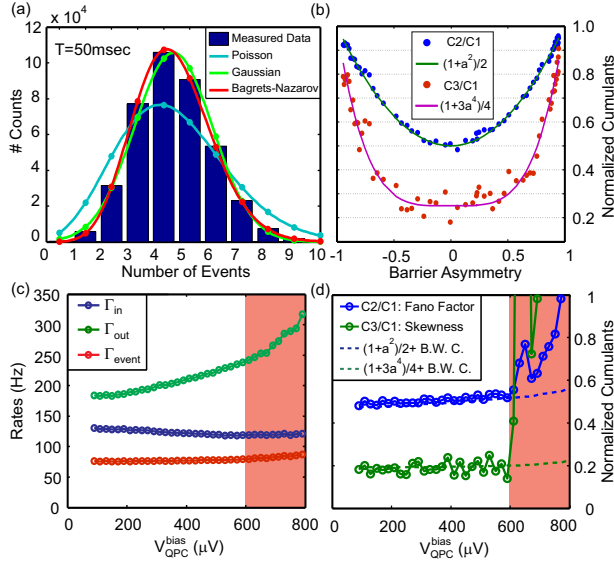 (a)
x 10^4
T=50msec
Measured Data
Poisson
Gaussian
Bagrets-Nazarov
# Counts
12
10
8
6
4
2
0
0 1 2 3 4 5 6 7 8 9 10
Number of Events
(b)
C2/C1
(1+a^2)/2
C3/C1
(1+3a^4)/4
Normalized Cumulants
1
0.8
0.6
0.4
0.2
-1 -0.5 0 0.5 1
Barrier Asymmetry
(c)
Γ_in
Γ_out
Γ_event
Rates (Hz)
350
300
250
200
150
100
50
0
0 200 400 600 800
V_QPC^bias (μV)
(d)
C2/C1: Fano Factor
C3/C1: Skewness
(1+a^2)/2+ B.W. C.
(1+3a^4)/4+ B.W. C.
Normalized Cumutants
1
0.8
0.6
0.4
0.2
0
0 200 400 600 800
V_QPC^bias (μV)